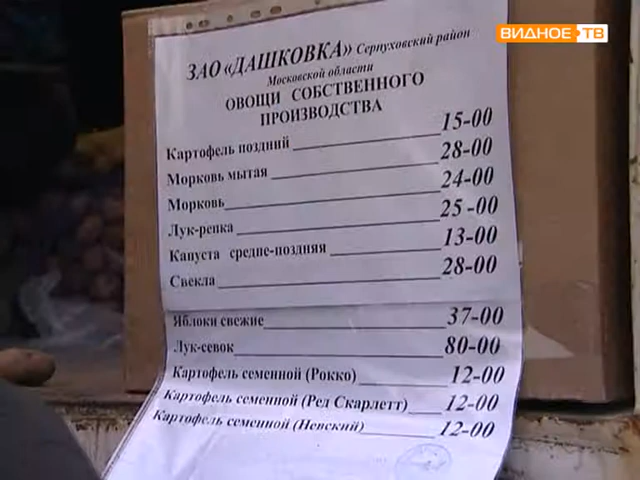 ВИДНОЕ ТВ
ЗАО «ДАШКОВКА» Серпуховский район
Московской области
ОВОЩИ СОБСТВЕННОГО
ПРОИЗВОДСТВА
Картофель поздний 15-00
Морковь мытая 28-00
Морковь 24-00
Лук-репка 25-00
Капуста средне-поздняя 13-00
Свекла 28-00
Яблоки свежие 37-00
Лук-севок 80-00
Картофель семенной (Рокко) 12-00
Картофель семенной (Ред Скарлетт) 12-00
Картофель семенной (Невский) 12-00